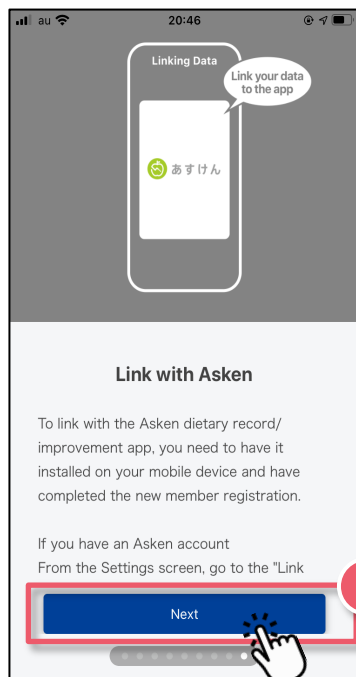 au 20:46
Linking Data
Link your data
to the app
あすけん
Link with Asken
To link with the Asken dietary record/
improvement app, you need to have it
installed on your mobile device and have
completed the new member registration.
If you have an Asken account
From the Settings screen, go to the "Link
Next